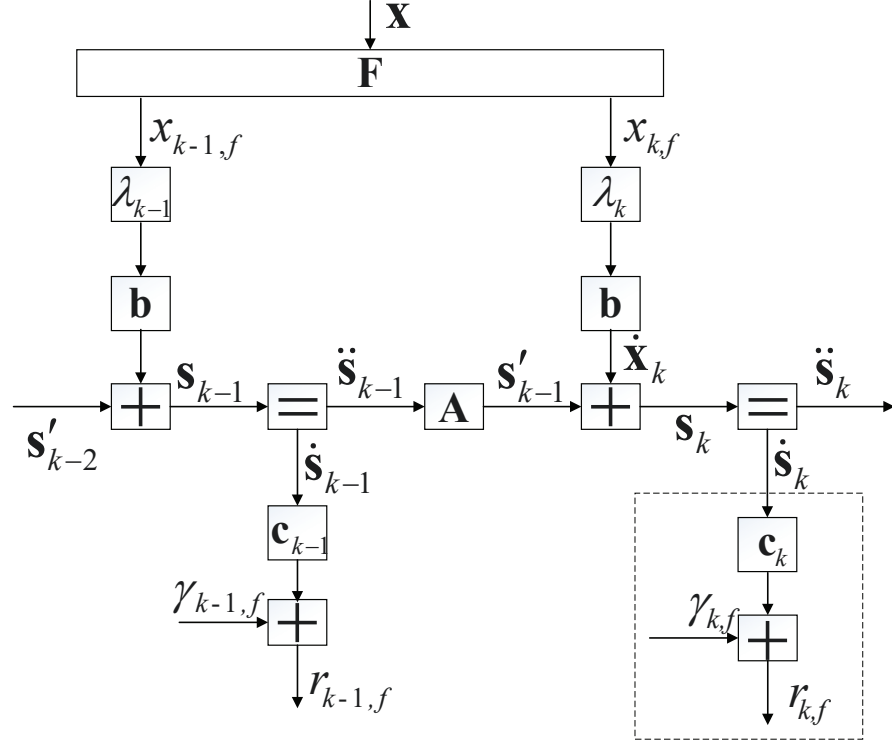 x
F
x_{k-1,f} x_{k,f}
λ_{k-1} λ_k
b b
ẋ_k
s_{k-1} s̈_{k-1} s′_{k-1} s̈_k
+ = A + =
s′_{k-2} ṡ_{k-1} s_k ṡ_k
c_{k-1} c_k
γ_{k-1,f} γ_{k,f}
+ +
r_{k-1,f} r_{k,f}